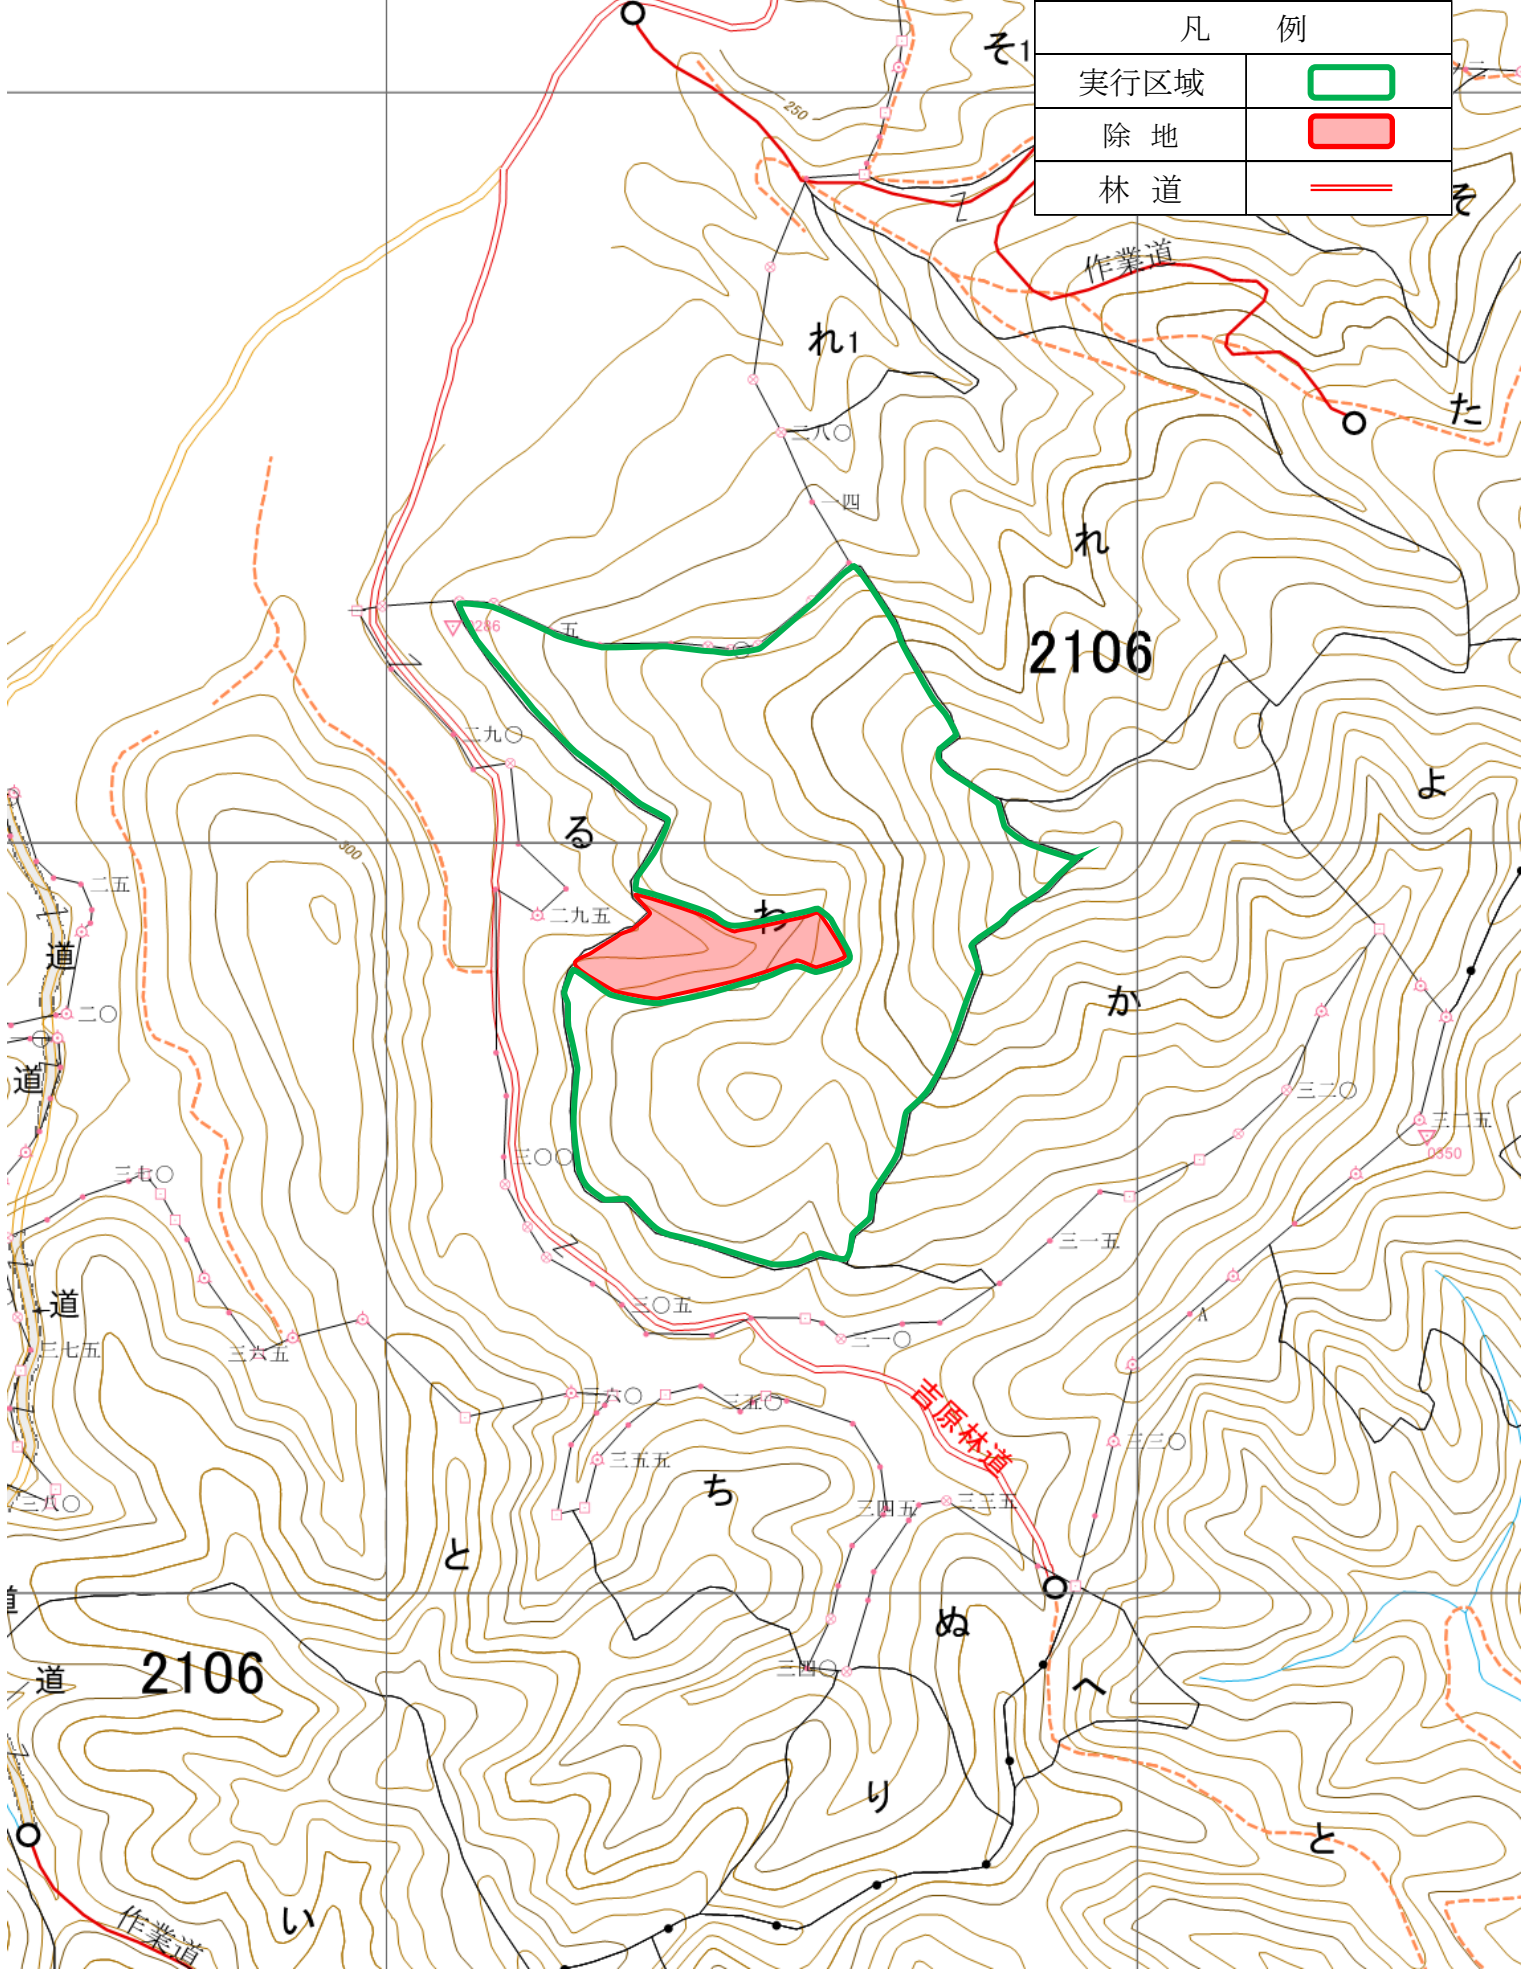 凡 例
実行区域
除 地
林 道
そ1
250
そ
作業道
れ1
た
二八〇
一四
れ
0286
五
2106
二九〇
よ
る
300
二五
二九五
わ
道
か
二〇
道
三二〇
三二五
0350
三〇〇
三七〇
三一五
道
三〇五
A
三七五
三六五
三六〇
三五〇
吉原林道
三三〇
三五五
ち
三四五
三三五
三八〇
と
道
ぬ
三四〇
道
2106
へ
り
と
い
作業道